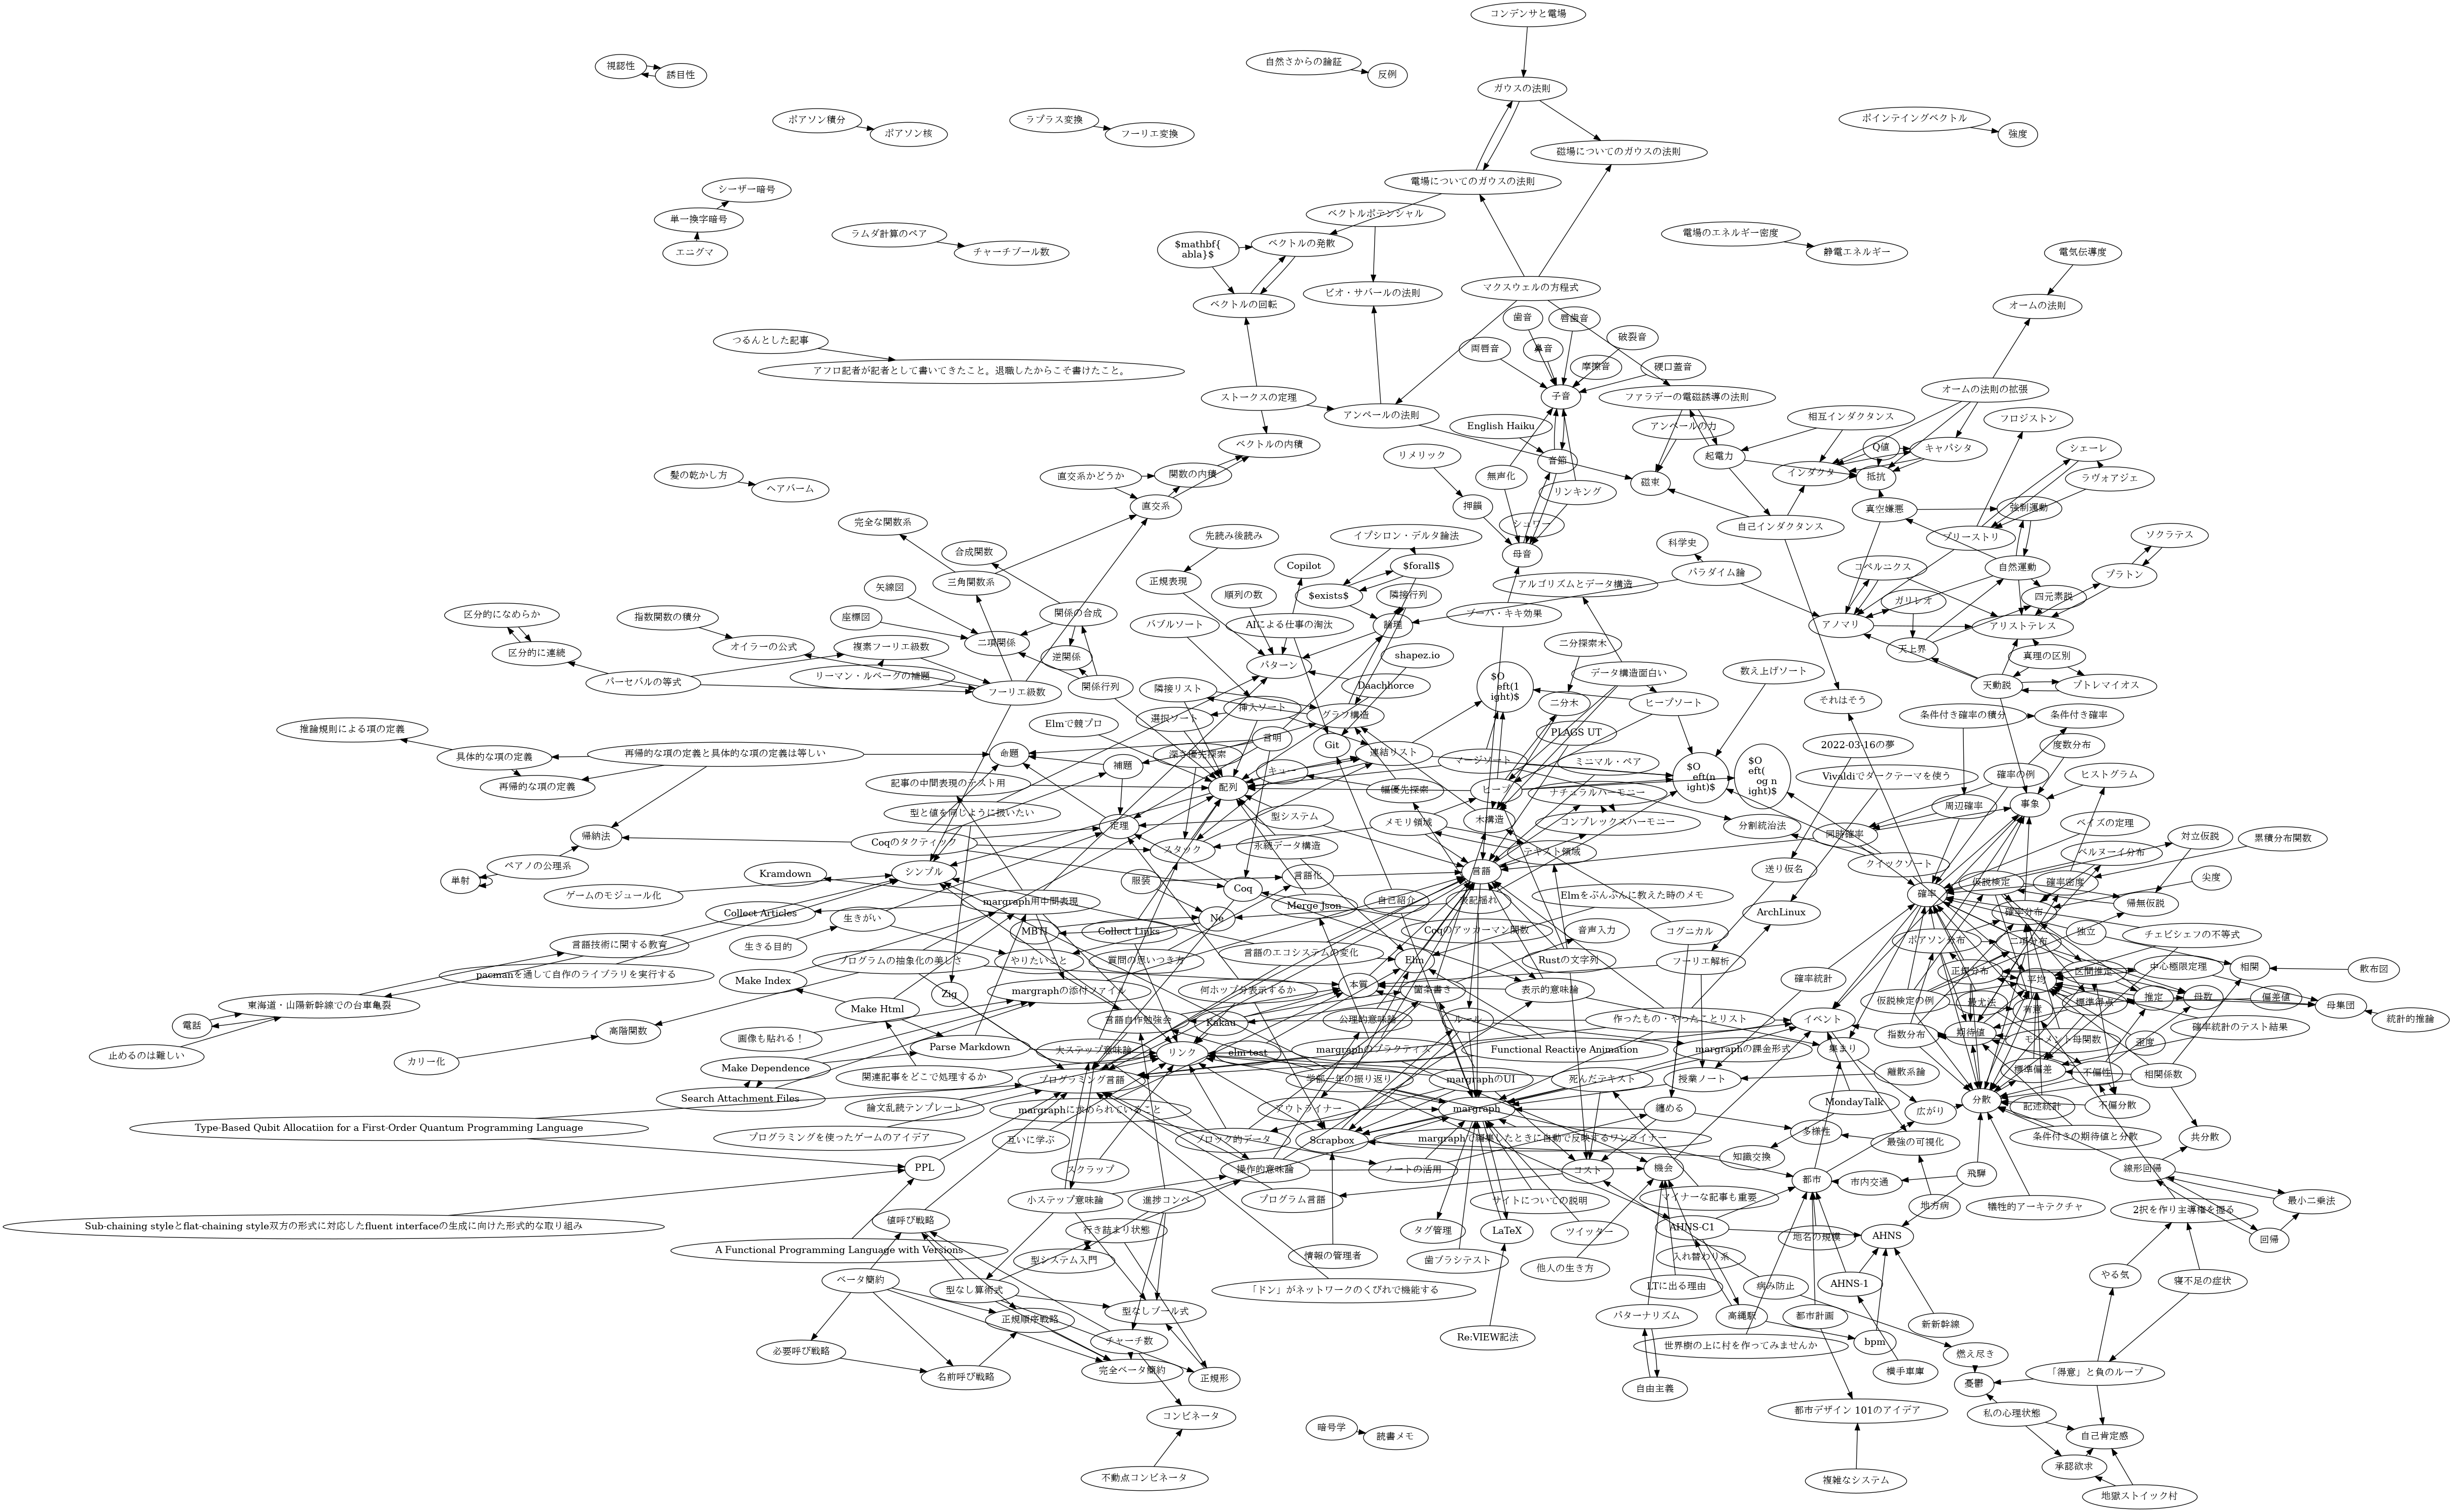 コンデンサと電場
視認性
誘目性
自然さからの論証
反例
ガウスの法則
ポアソン積分
ポアソン核
ラプラス変換
フーリエ変換
ポインテイングベクトル
強度
磁場についてのガウスの法則
電場についてのガウスの法則
シーザー暗号
単一換字暗号
エニグマ
ラムダ計算のペア
チャーチブール数
ベクトルポテンシャル
$mathbf{
abla}$
ベクトルの発散
電場のエネルギー密度
静電エネルギー
電気伝導度
ベクトルの回転
ビオ・サバールの法則
マクスウェルの方程式
オームの法則
歯音
唇歯音
破裂音
両唇音
鼻音
摩擦音
硬口蓋音
つるんとした記事
アフロ記者が記者として書いてきたこと。退職したからこそ書けたこと。
ストークスの定理
アンペールの法則
子音
ファラデーの電磁誘導の法則
オームの法則の拡張
フロジストン
English Haiku
アンペールの力
相互インダクタンス
ベクトルの内積
リメリック
音節
起電力
Q値
キャパシタ
シェーレ
髪の乾かし方
ヘアバーム
直交系かどうか
関数の内積
無声化
磁束
インダクタ
抵抗
ラヴォアジェ
直交系
押韻
リンキング
シュワー
自己インダクタンス
真空嫌悪
強制運動
完全な関数系
合成関数
先読み後読み
イプシロン・デルタ論法
母音
科学史
プリーストリ
ソクラテス
三角関数系
正規表現
Copilot
$forall$
アルゴリズムとデータ構造
パラダイム論
コペルニクス
自然運動
プラトン
矢線図
関係の合成
順列の数
$exists$
隣接行列
ブーバ・キキ効果
ガリレオ
四元素説
区分的になめらか
指数関数の積分
座標図
バブルソート
AIによる仕事の淘汰
論理
アノマリ
アリストテレス
区分的に連続
オイラーの公式
複素フーリエ級数
二項関係
逆関係
パターン
shapez.io
二分探索木
天上界
真理の区別
パーセバルの等式
リーマン・ルベーグの補題
フーリエ級数
関係行列
隣接リスト
Daachhorce
$O
eft(1
ight)$
データ構造面白い
数え上げソート
天動説
プトレマイオス
選択ソート
挿入ソート
グラフ構造
二分木
ヒープソート
それはそう
推論規則による項の定義
Elmで競プロ
言明
Git
PLAGS UT
条件付き確率の積分
条件付き確率
具体的な項の定義
再帰的な項の定義と具体的な項の定義は等しい
命題
補題
深さ優先探索
連結リスト
マージソート
ミニマル・ペア
2022-03-16の夢
度数分布
再帰的な項の定義
記事の中間表現のテスト用
配列
キュー
幅優先探索
ヒープ
$O
eft(n
ight)$
$O
eft(
og n
ight)$
Vivaldiでダークテーマを使う
確率の例
ヒストグラム
ナチュラルハーモニー
周辺確率
事象
型と値を同じように扱いたい
定理
型システム
メモリ領域
木構造
コンプレックスハーモニー
分割統治法
同時確率
ベイズの定理
対立仮説
累積分布関数
帰納法
Coqのタクティック
スタック
永続データ構造
テキスト領域
クイックソート
ベルヌーイ分布
ペアノの公理系
単射
シンプル
言語
送り仮名
仮説検定
確率密度
尖度
ゲームのモジュール化
Kramdown
服装
Coq
言語化
確率
帰無仮説
margraph用中間表現
Merge Json
自己紹介
表記揺れ
Elmをぶんぶんに教えた時のメモ
ArchLinux
確率分布
Collect Articles
生きがい
Ne
Coqのアッカーマン関数
音声入力
コグニカル
独立
チェビシェフの不等式
言語技術に関する教育
生きる目的
MBTI
Collect Links
ポアソン分布
二項分布
pacmanを通して自作のライブラリを実行する
プログラムの抽象化の美しさ
やりたいこと
質問の思いつき方
言語のエコシステムの変化
Elm
Rustの文字列
フーリエ解析
確率統計
正規分布
区間推定
中心極限定理
相関
散布図
Make Index
Zig
margraphの添付ファイル
何ホップ分表示するか
本質
箇条書き
表示的意味論
平均
東海道・山陽新幹線での台車亀裂
電話
Make Html
仮説検定の例
最尤法
標準得点
推定
母数
偏差値
母集団
止めるのは難しい
高階関数
画像も貼れる！
言語自作勉強会
Kakau
公理的意味論
ルール
作ったもの・やったことリスト
イベント
有意
統計的推論
カリー化
Parse Markdown
大ステップ意味論
リンク
elm-test
margraphのプラクティス
Functional Reactive Animation
margraphの課金形式
集まり
指数分布
期待値
モーメント母関数
歪度
確率統計のテスト結果
Make Dependence
関連記事をどこで処理するか
プログラミング言語
学部一年の振り返り
margraphのUI
死んだテキスト
授業ノート
離散系論
標準偏差
不偏性
相関係数
Search Attachment Files
論文乱読テンプレート
margraphに求められていること
アウトライナー
margraph
纏める
MondayTalk
広がり
分散
記述統計
不偏分散
Type-Based Qubit Allocatiion for a First-Order Quantum Programming Language
プログラミングを使ったゲームのアイデア
互いに学ぶ
ブロック的データ
Scrapbox
margraphで編集したときに自動で反映するワンライナー
多様性
最強の可視化
条件付きの期待値と分散
共分散
PPL
スクラップ
操作的意味論
ノートの活用
コスト
機会
知識交換
都市
市内交通
飛騨
線形回帰
小ステップ意味論
進捗コンペ
プログラム言語
サイトについての説明
マイナーな記事も重要
地方病
犠牲的アーキテクチャ
2択を作り主導権を握る
最小二乗法
Sub-chaining styleとflat-chaining style双方の形式に対応したfluent interfaceの生成に向けた形式的な取り組み
値呼び戦略
行き詰まり状態
タグ管理
LaTeX
ツイッター
AHNS-C1
地名の規模
AHNS
回帰
A Functional Programming Language with Versions
型システム入門
情報の管理者
歯ブラシテスト
他人の生き方
入れ替わり系
ベータ簡約
型なし算術式
「ドン」がネットワークのくびれで機能する
LTに出る理由
病み防止
AHNS-1
やる気
寝不足の症状
正規順序戦略
型なしブール式
パターナリズム
高縄駅
都市計画
新新幹線
必要呼び戦略
チャーチ数
Re:VIEW記法
世界樹の上に村を作ってみませんか
bpm
燃え尽き
名前呼び戦略
完全ベータ簡約
正規形
自由主義
横手車庫
憂鬱
「得意」と負のループ
コンビネータ
都市デザイン 101のアイデア
私の心理状態
暗号学
読書メモ
自己肯定感
不動点コンビネータ
複雑なシステム
承認欲求
地獄ストイック村